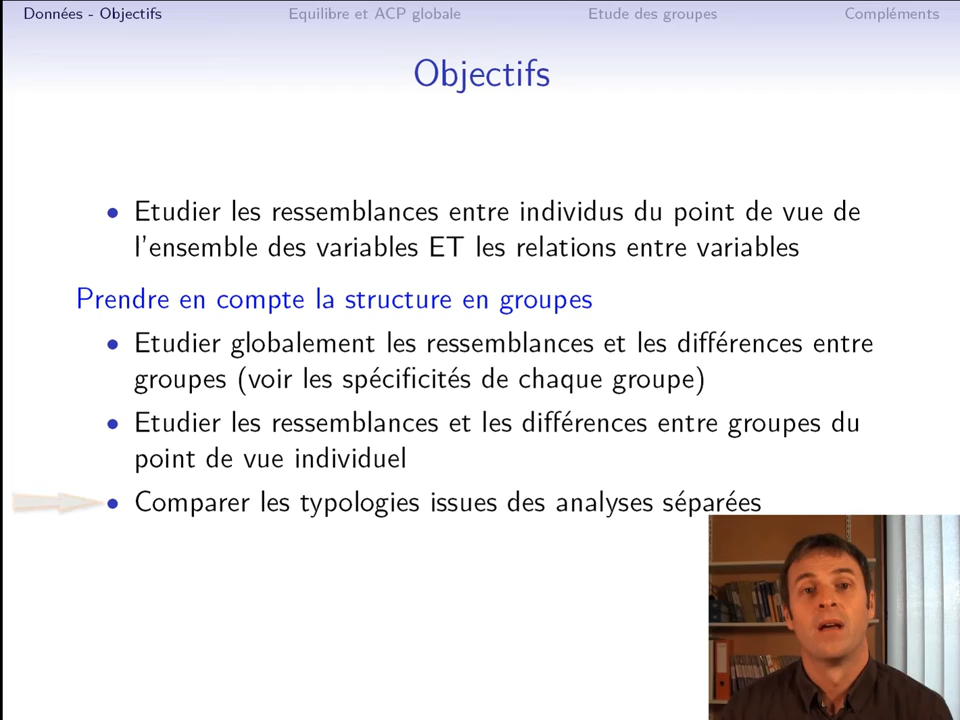 Données - Objectifs
Equilibre et ACP globale
Etude des groupes
Compléments
Objectifs
• Etudier les ressemblances entre individus du point de vue de
l'ensemble des variables ET les relations entre variables
Prendre en compte la structure en groupes
• Etudier globalement les ressemblances et les différences entre
groupes (voir les spécificités de chaque groupe)
• Etudier les ressemblances et les différences entre groupes du
point de vue individuel
• Comparer les typologies issues des analyses séparées